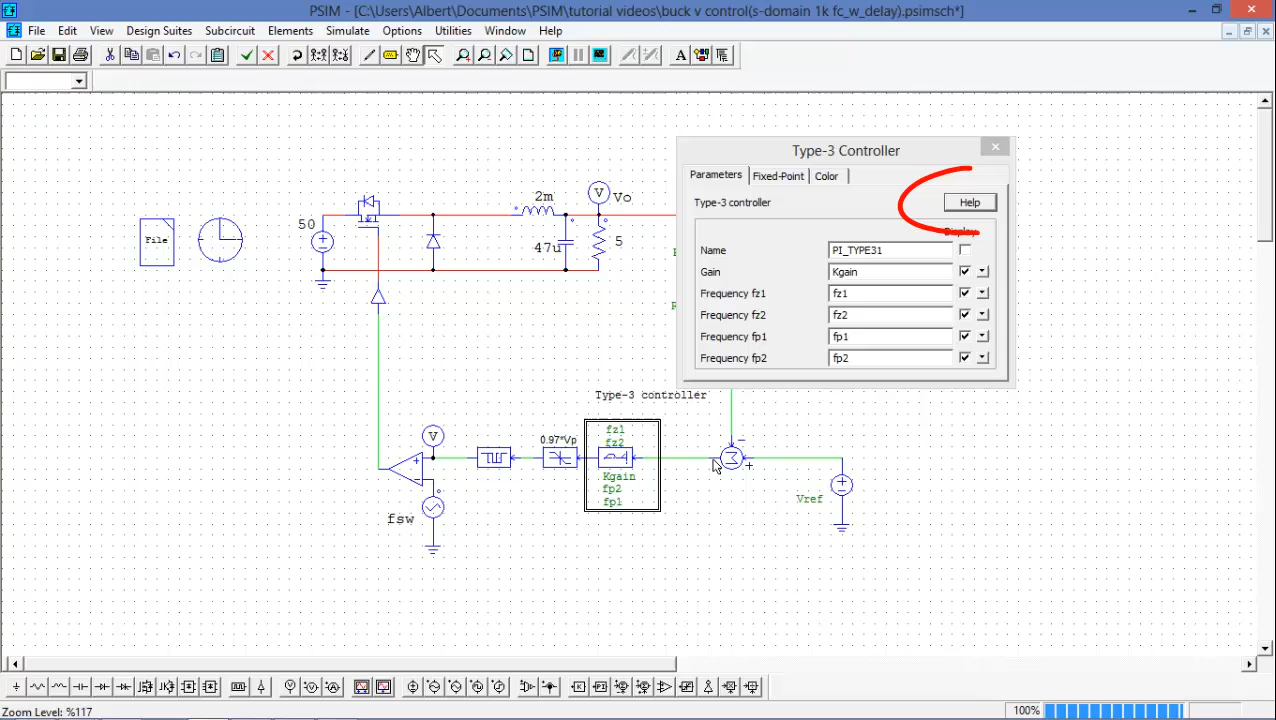 PSIM - [C:\Users\Albert\Documents\PSIM\tutorial videos\buck v control(s-domain 1k fc_w_delay).psimsch*]
File Edit View Design Suites Subcircuit Elements Simulate Options Utilities Window Help
Type-3 Controller
Parameters Fixed-Point Color
Type-3 controller Help
Display
Name PI_TYPE31
Gain Kgain
Frequency fz1 fz1
Frequency fz2 fz2
Frequency fp1 fp1
Frequency fp2 fp2
V Vo
2m
50
File
47u
5
Type-3 controller
V
0.97*Vp
fz1
fz2
Kgain
fp2
fp1
fsw
Vref
Zoom Level: %117
100%